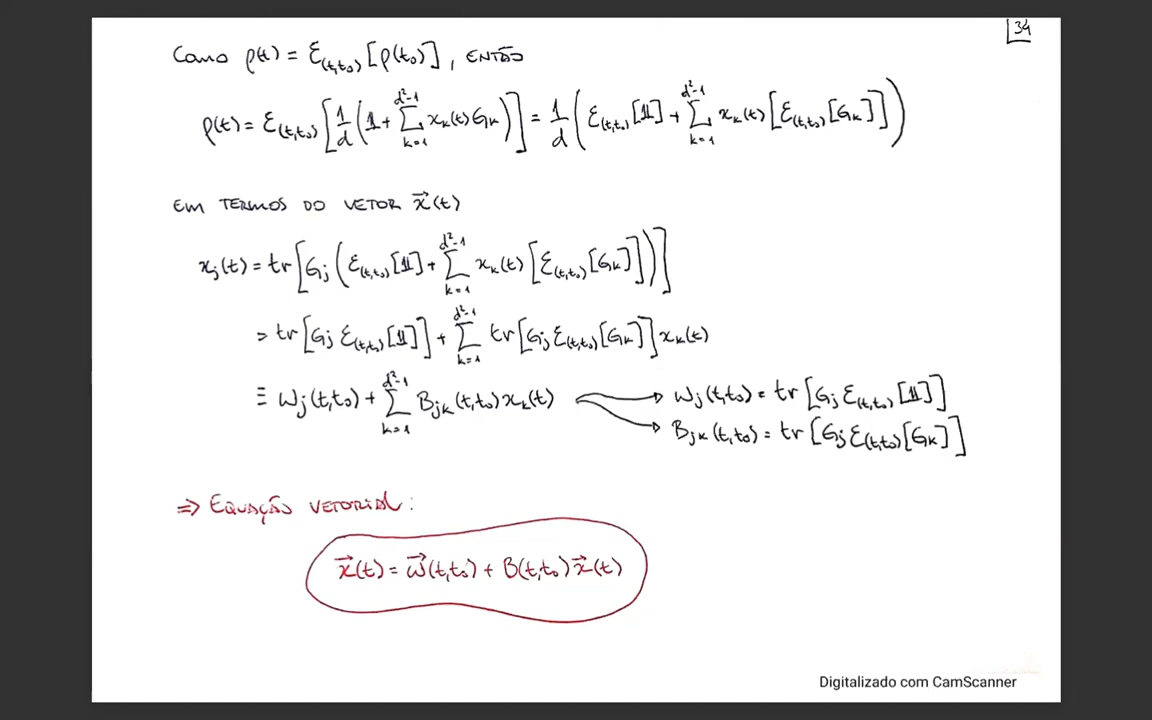 34
Como ρ(t) = ℰ(t,t₀)[ρ(t₀)], ENTÃO
ρ(t) = ℰ(t,t₀)[1/d(𝟙 + Σ_{k=1}^{d²-1} x_k(t)G_k)] = 1/d(ℰ(t,t₀)[𝟙] + Σ_{k=1}^{d²-1} x_k(t)[ℰ(t,t₀)[G_k]])
EM TERMOS DO VETOR x⃗(t)
x_j(t) = tr[G_j(ℰ(t,t₀)[𝟙] + Σ_{k=1}^{d²-1} x_k(t)[ℰ(t,t₀)[G_k]])]
= tr[G_j ℰ(t,t₀)[𝟙]] + Σ_{k=1}^{d²-1} tr[G_j ℰ(t,t₀)[G_k]]x_k(t)
≡ w_j(t,t₀) + Σ_{k=1}^{d²-1} B_jk(t,t₀)x_k(t) → w_j(t,t₀) = tr[G_j ℰ(t,t₀)[𝟙]]
→ B_jk(t,t₀) = tr[G_j ℰ(t,t₀)[G_k]]
⇒ EQUAÇÃO VETORIAL:
x⃗(t) = w⃗(t,t₀) + B(t,t₀)x⃗(t)
Digitalizado com CamScanner